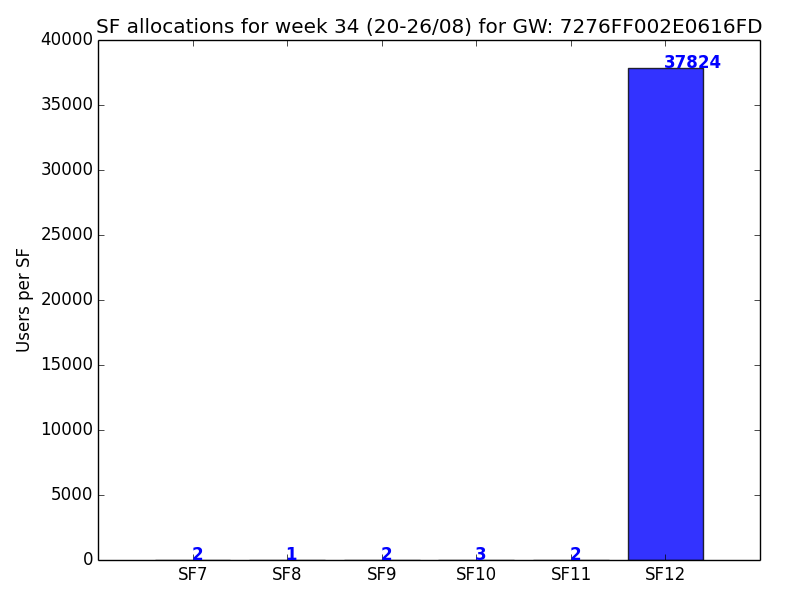 SF allocations for week 34 (20-26/08) for GW: 7276FF002E0616FD
40000
35000
30000
25000
20000
15000
10000
5000
0
Users per SF
37824
2 1 2 3 2
SF7 SF8 SF9 SF10 SF11 SF12